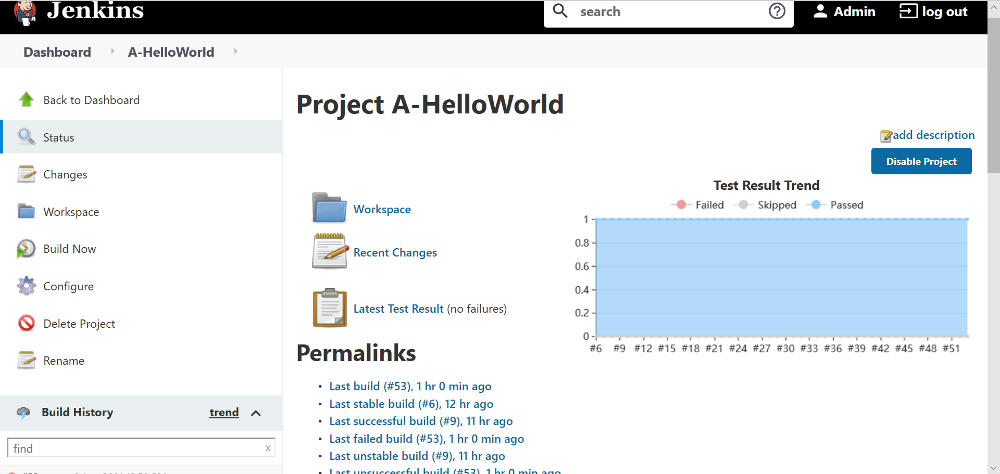 Jenkins
search
Admin
log out
Dashboard
A-HelloWorld
Back to Dashboard
Status
Changes
Workspace
Build Now
Configure
Delete Project
Rename
Build History
trend
find
x
Project A-HelloWorld
add description
Disable Project
Workspace
Recent Changes
Latest Test Result (no failures)
Test Result Trend
Failed Skipped Passed
1
0.8
0.6
0.4
0.2
0
#6 #9 #12 #15 #18 #21 #24 #27 #30 #33 #36 #39 #42 #45 #48 #51
Permalinks
• Last build (#53), 1 hr 0 min ago
• Last stable build (#6), 12 hr ago
• Last successful build (#9), 11 hr ago
• Last failed build (#53), 1 hr 0 min ago
• Last unstable build (#9), 11 hr ago
• Last unsuccessful build (#53), 1 hr 0 min ago